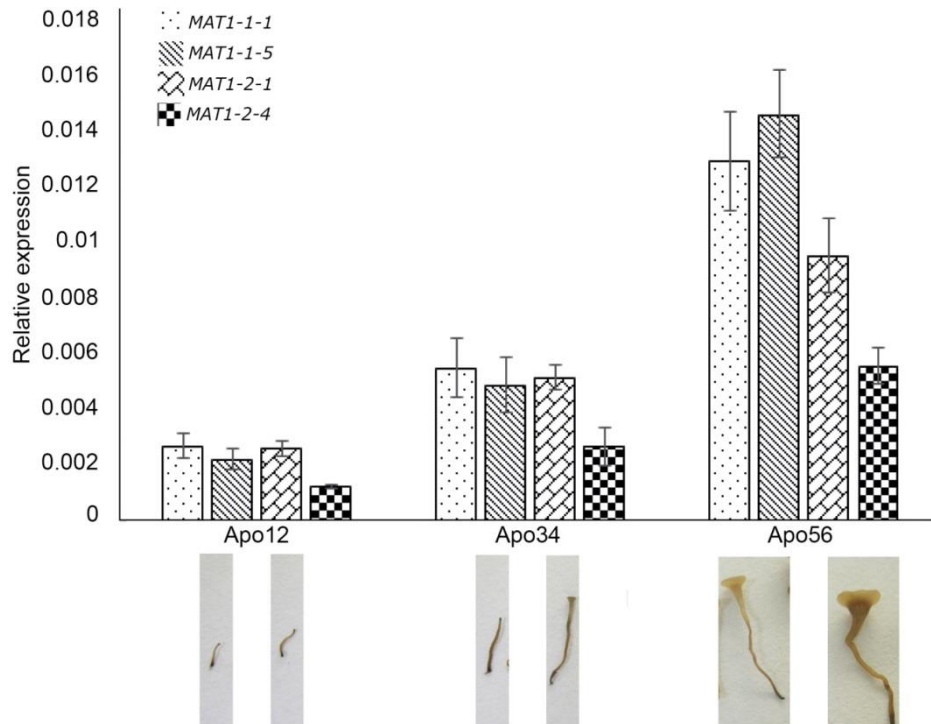 0.018
0.016
0.014
0.012
0.01
0.008
0.006
0.004
0.002
0
Relative expression
MAT1-1-1
MAT1-1-5
MAT1-2-1
MAT1-2-4
Apo12 Apo34 Apo56